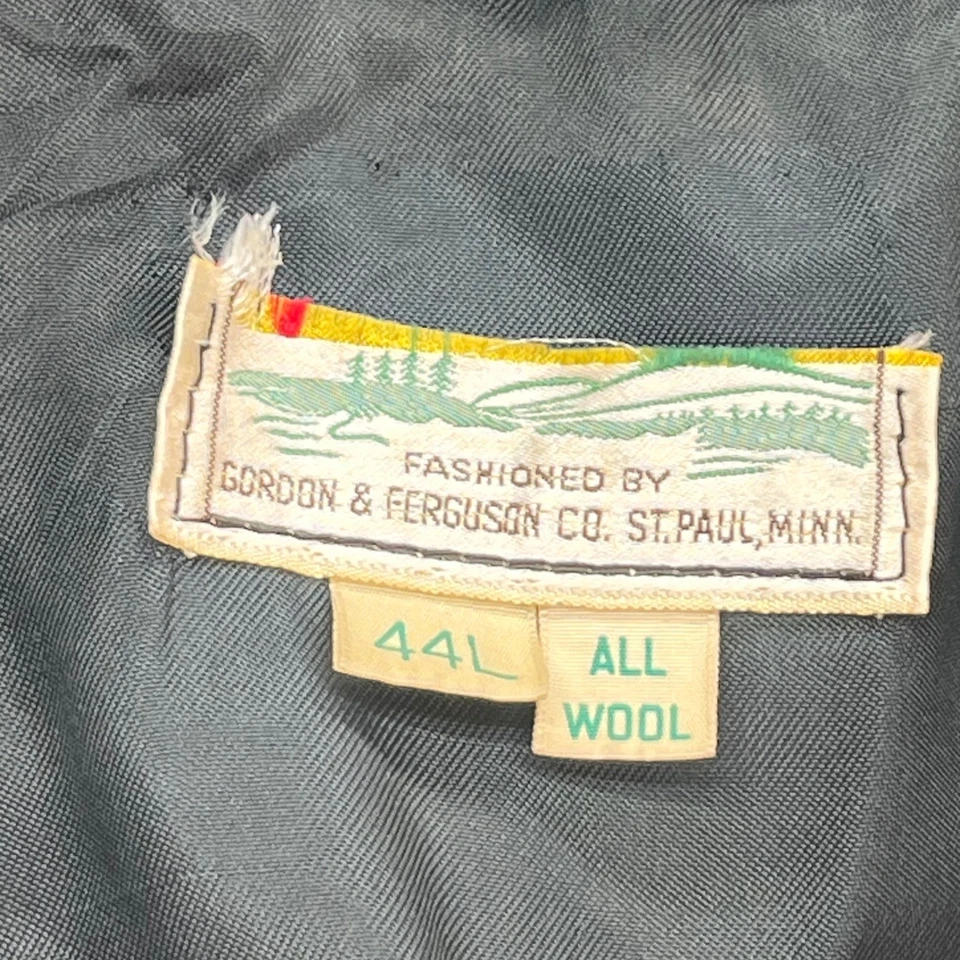 FASHIONED BY
GORDON & FERGUSON CO. ST.PAUL, MINN.
44L
ALL
WOOL